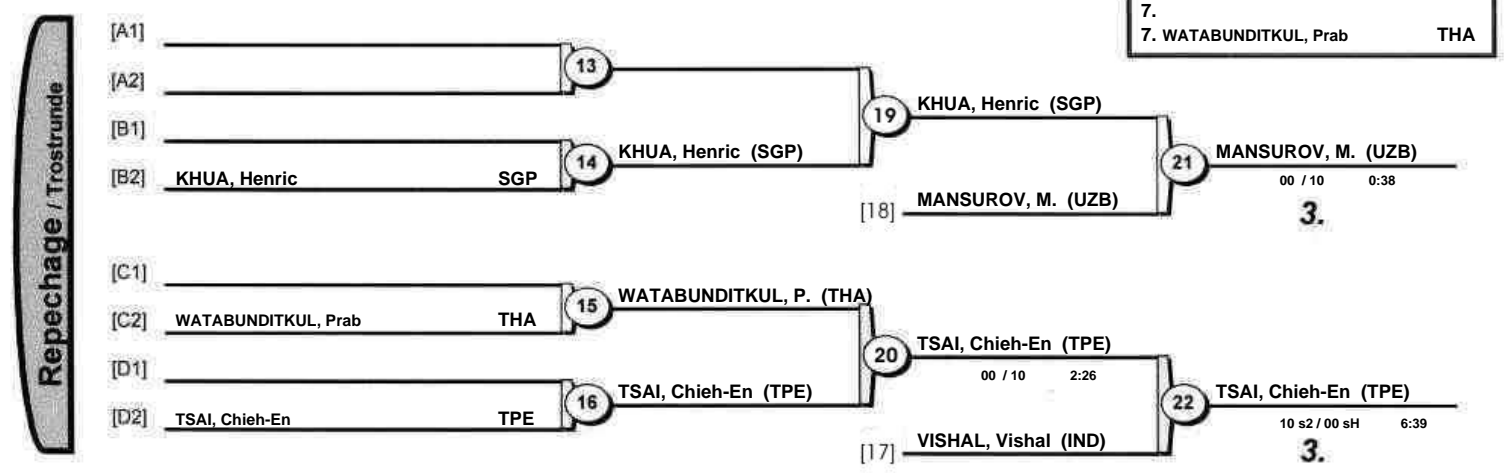 7.
7. WATABUNDITKUL, Prab THA
Repechage / Trostrunde
[A1]
13
[A2]
[B1]
19
KHUA, Henric (SGP)
14
KHUA, Henric (SGP)
[B2] KHUA, Henric SGP
21
MANSUROV, M. (UZB)
00 / 10 0:38
[18] MANSUROV, M. (UZB)
3.
[C1]
15
WATABUNDITKUL, P. (THA)
[C2] WATABUNDITKUL, Prab THA
20
TSAI, Chieh-En (TPE)
00 / 10 2:26
[D1]
16
TSAI, Chieh-En (TPE)
[D2] TSAI, Chieh-En TPE
22
TSAI, Chieh-En (TPE)
10 s2 / 00 sH 6:39
[17] VISHAL, Vishal (IND)
3.